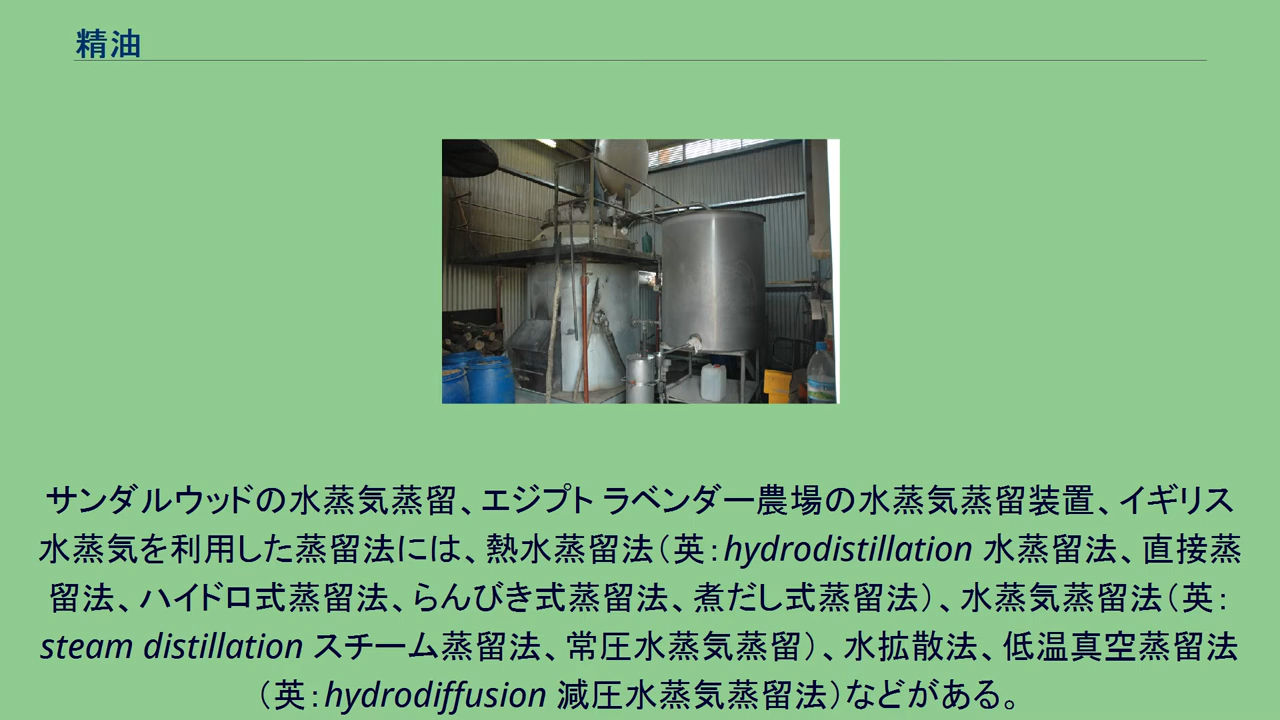 精油
サンダルウッドの水蒸気蒸留、エジプト ラベンダー農場の水蒸気蒸留装置、イギリス
水蒸気を利用した蒸留法には、熱水蒸留法（英：hydrodistillation 水蒸留法、直接蒸
留法、ハイドロ式蒸留法、らんびき式蒸留法、煮だし式蒸留法）、水蒸気蒸留法（英：
steam distillation スチーム蒸留法、常圧水蒸気蒸留）、水拡散法、低温真空蒸留法
（英：hydrodiffusion 減圧水蒸気蒸留法）などがある。